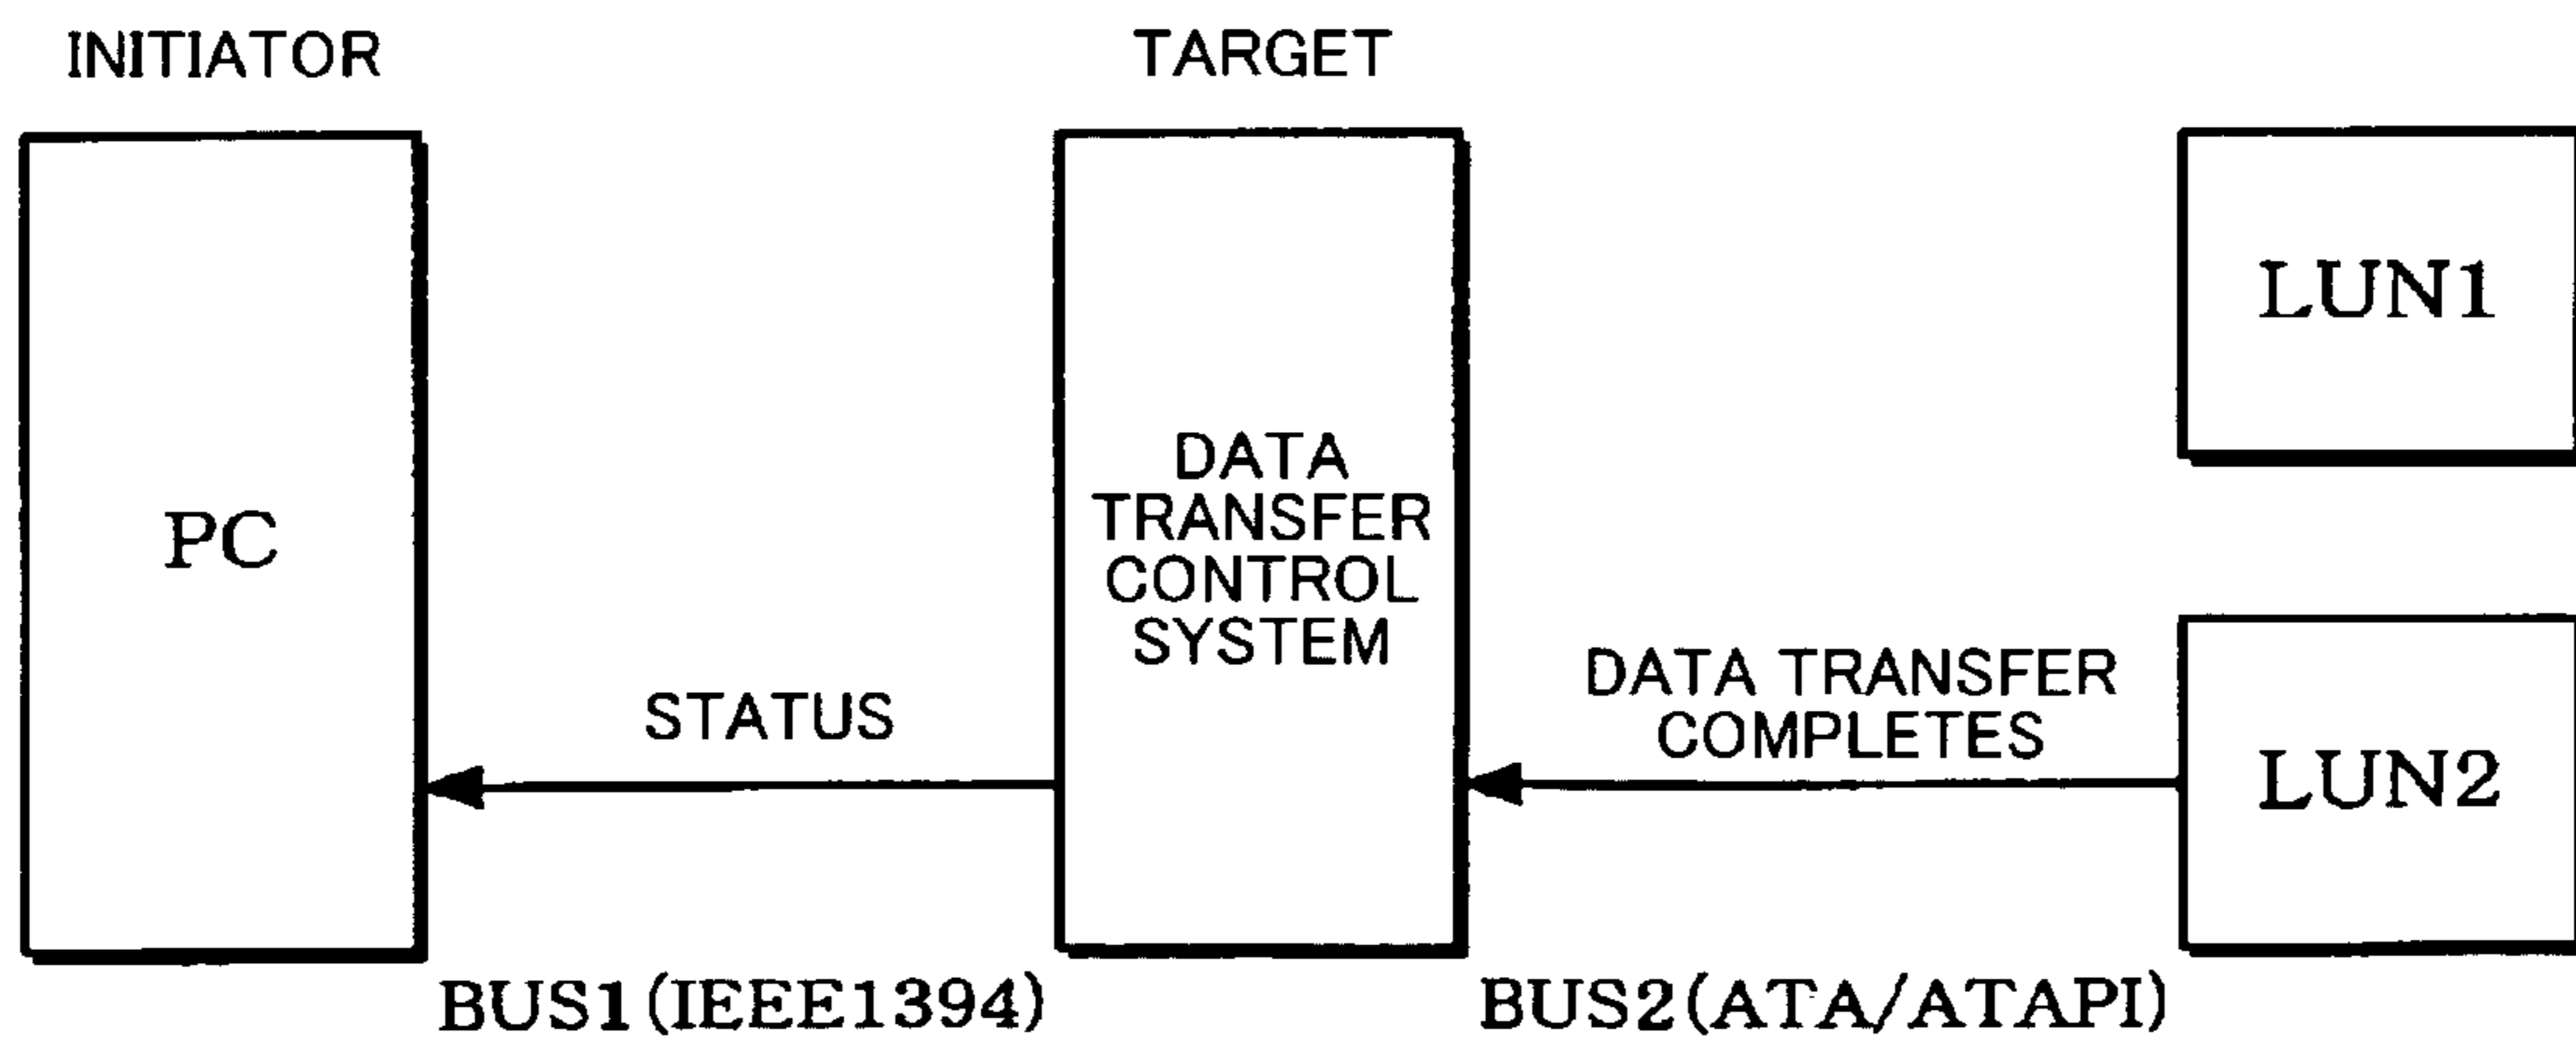 INITIATOR
TARGET
PC
DATA
TRANSFER
CONTROL
SYSTEM
LUN1
LUN2
STATUS
DATA TRANSFER
COMPLETES
BUS1(IEEE1394)
BUS2(ATA/ATAPI)